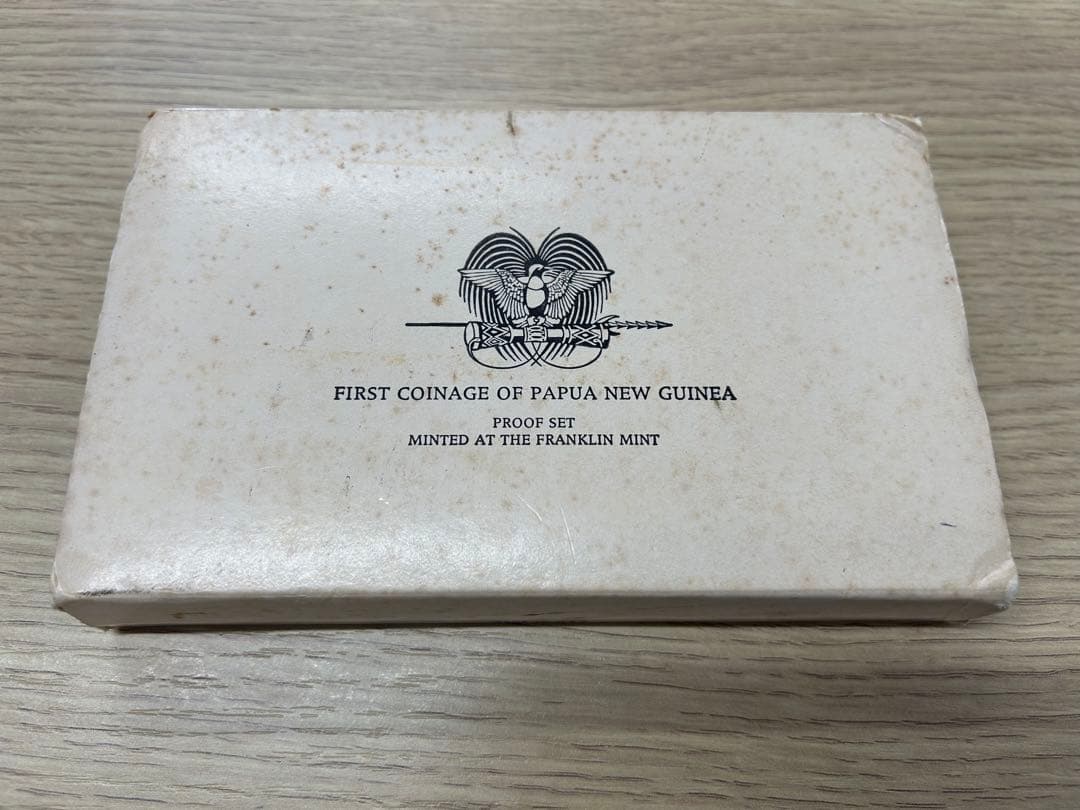 FIRST COINAGE OF PAPUA NEW GUINEA
PROOF SET
MINTED AT THE FRANKLIN MINT